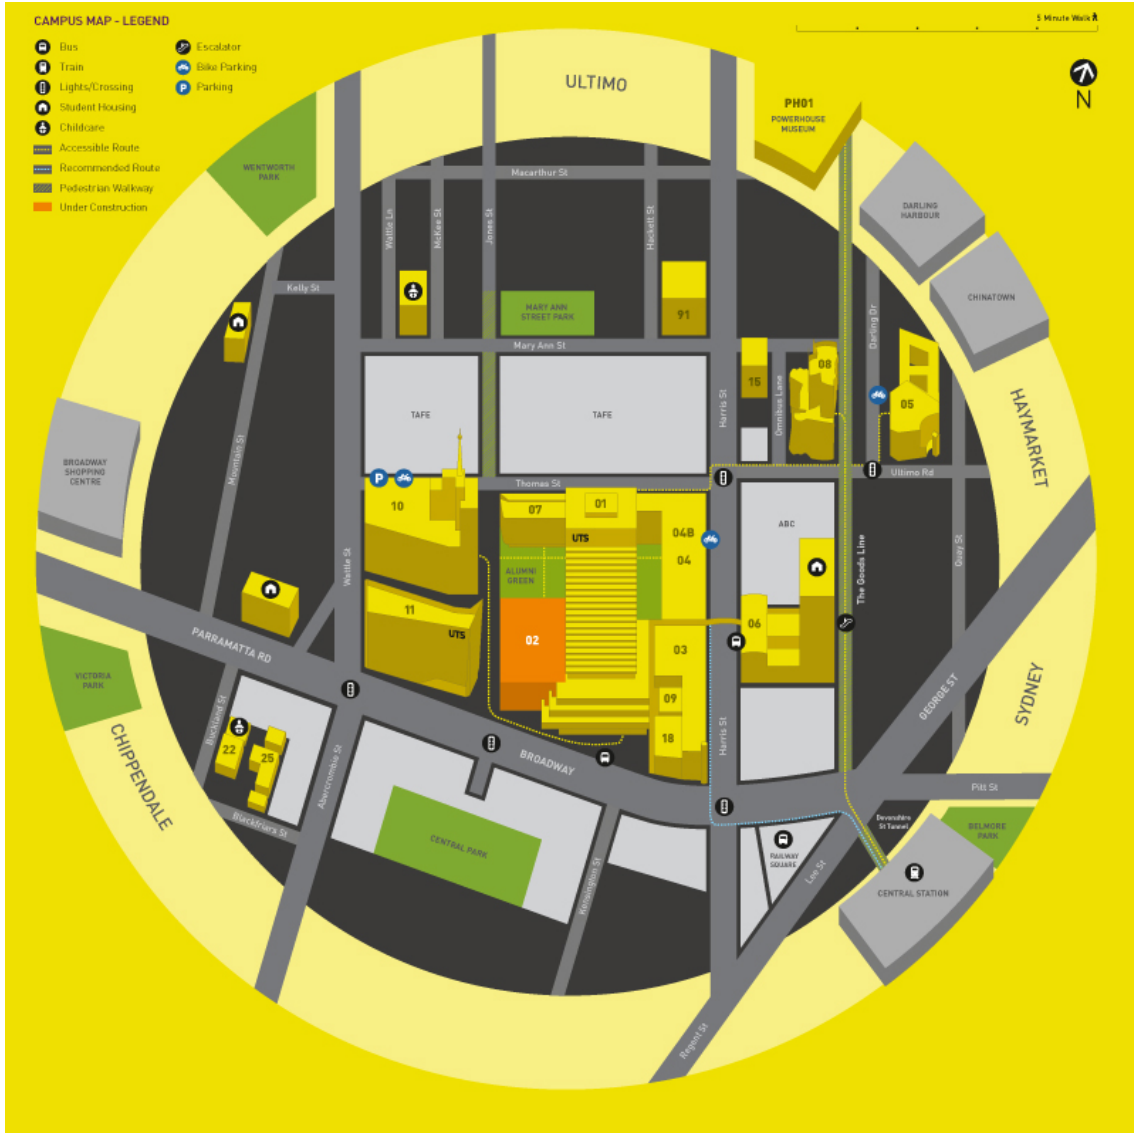 CAMPUS MAP - LEGEND
Bus
Train
Lights/Crossing
Student Housing
Childcare
Accessible Route
Recommended Route
Pedestrian Walkway
Under Construction
Escalator
Bike Parking
P Parking
5 Minute Walk
N
ULTIMO
PH01
POWERHOUSE
MUSEUM
WENTWORTH
PARK
Macarthur St
DARLING
HARBOUR
Wattle Ln
McKee St
Jones St
Hackett St
Kelly St
CHINATOWN
MARY ANN
STREET PARK
91
Darling Dr
Mary Ann St
15
08
05
TAFE
TAFE
Harris St
Omnibus Lane
HAYMARKET
Mountain St
BROADWAY
SHOPPING
CENTRE
P
Ultimo Rd
Thomas St
10
07
01
UTS
04B
04
ABC
Quay St
The Goods Line
Wattle St
ALUMNI
GREEN
11
UTS
02
03
06
09
18
PARRAMATTA RD
VICTORIA
PARK
SYDNEY
GEORGE ST
Buckland St
22
25
CHIPPENDALE
Harris St
BROADWAY
Abercrombie St
Blackfriars St
Pitt St
Devonshire
St Tunnel
BELMORE
PARK
CENTRAL PARK
RAILWAY
SQUARE
Lee St
CENTRAL STATION
Kensington St
Regent St